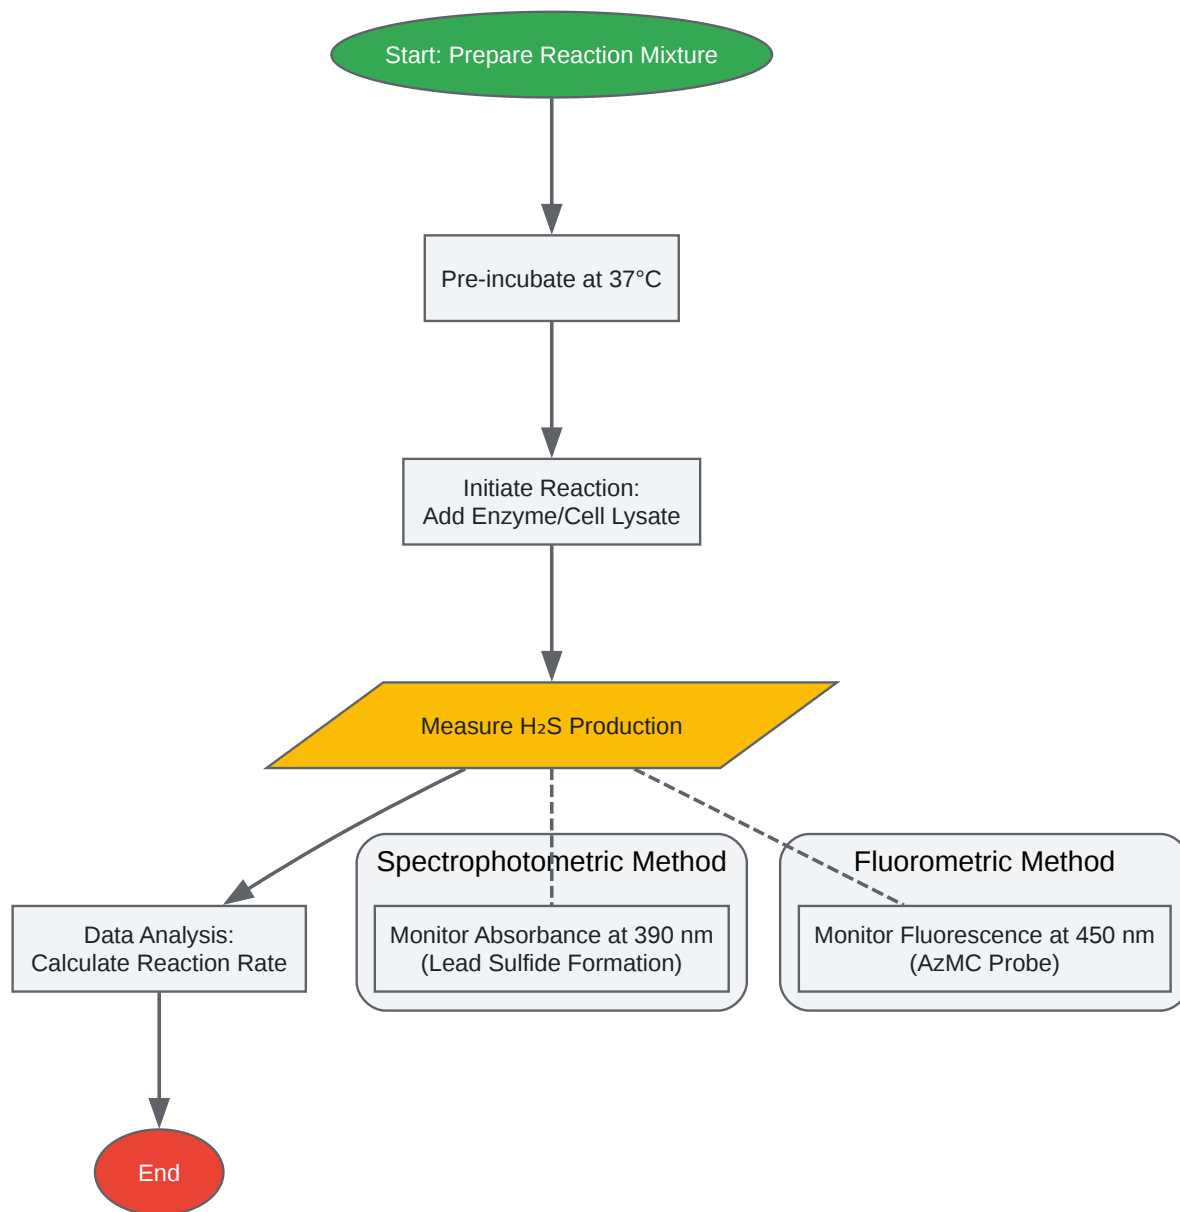 Start: Prepare Reaction Mixture
Pre-incubate at 37°C
Initiate Reaction:
Add Enzyme/Cell Lysate
Measure H₂S Production
Spectrophotometric Method
Fluorometric Method
Data Analysis:
Calculate Reaction Rate
Monitor Absorbance at 390 nm
(Lead Sulfide Formation)
Monitor Fluorescence at 450 nm
(AzMC Probe)
End